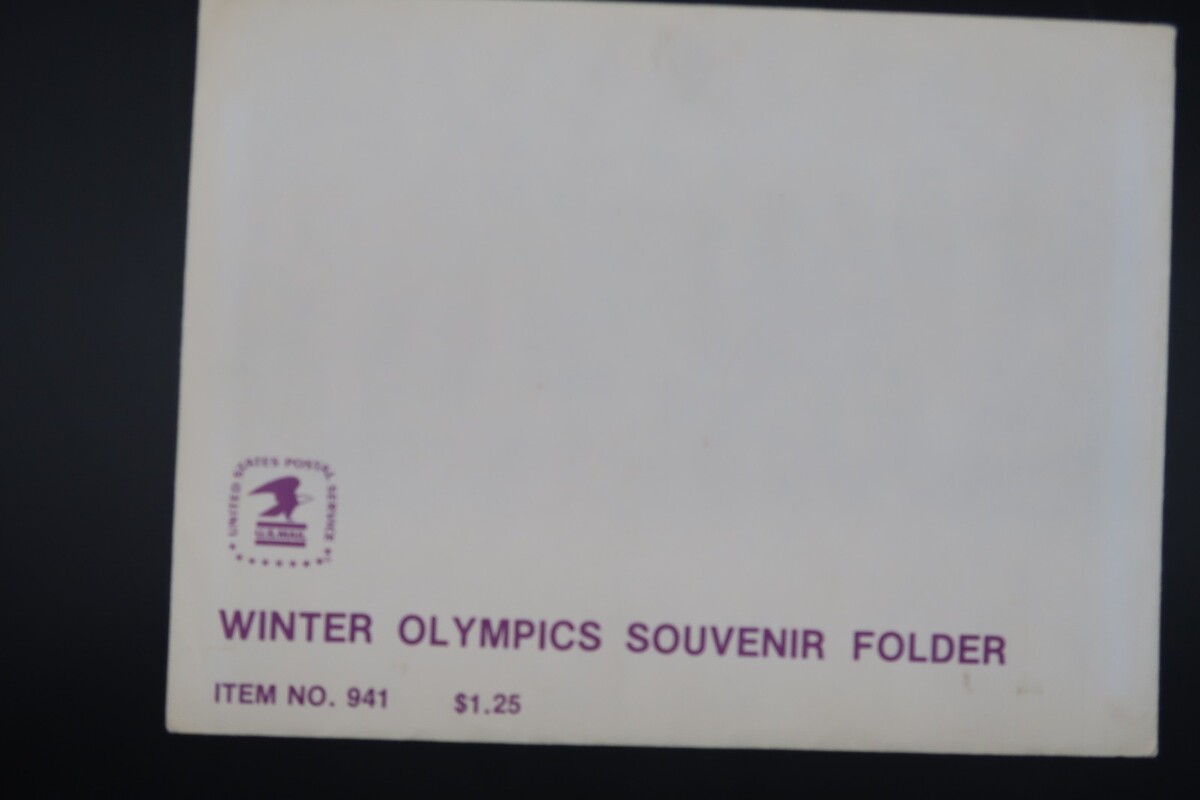 UNITED STATES POSTAL SERVICE
U.S. MAIL
WINTER OLYMPICS SOUVENIR FOLDER
ITEM NO. 941 $1.25